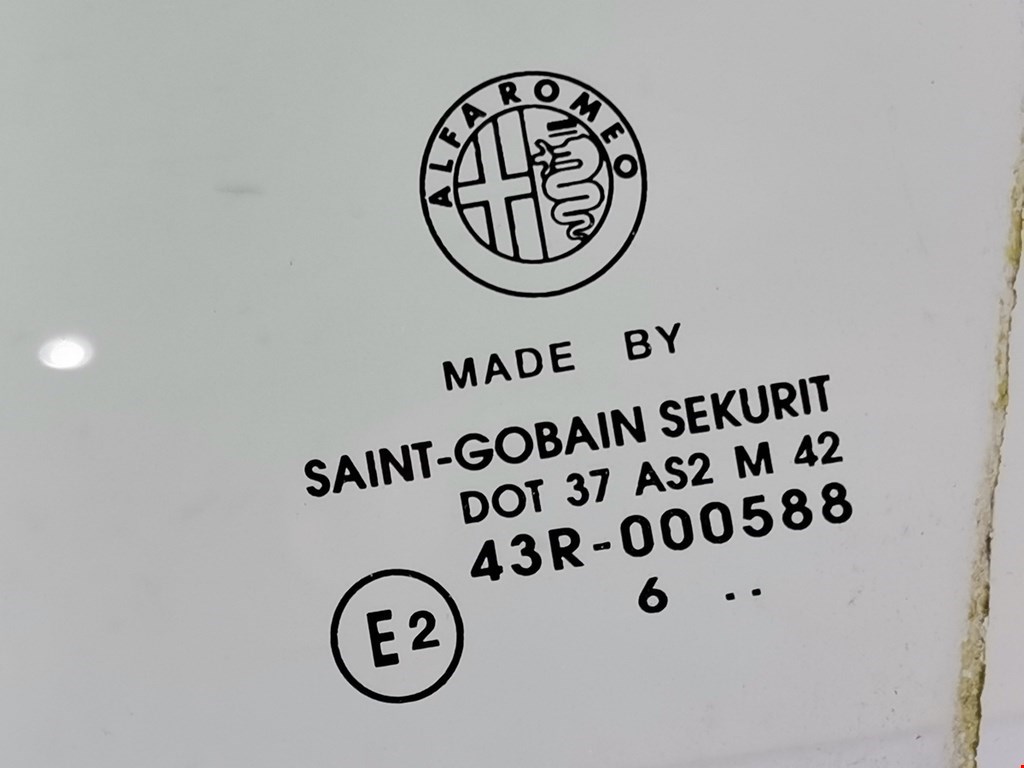 ALFA ROMEO
MADE BY
SAINT-GOBAIN SEKURIT
DOT 37 AS2 M 42
43R-000588
E2
6 ..